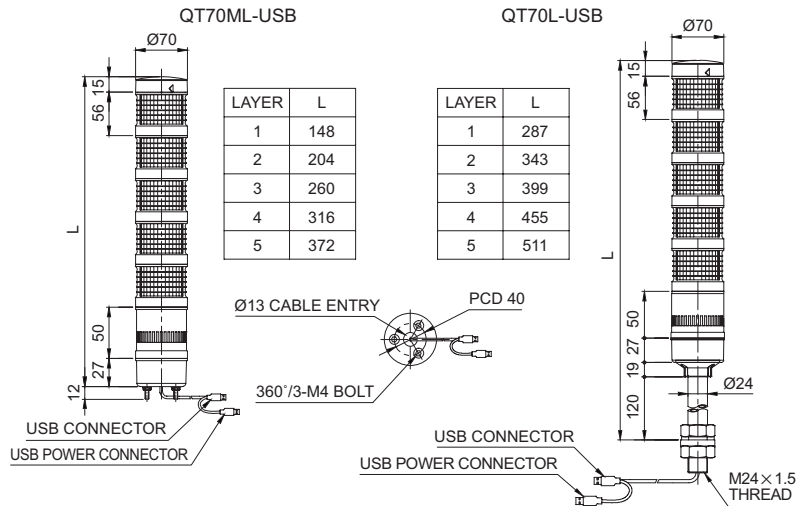 QT70ML-USB
Ø70
15
56
L
50
27
12
USB CONNECTOR
USB POWER CONNECTOR
LAYER L
1 148
2 204
3 260
4 316
5 372
Ø13 CABLE ENTRY
PCD 40
360°/3-M4 BOLT
QT70L-USB
LAYER L
1 287
2 343
3 399
4 455
5 511
Ø70
15
56
L
50
27
19
120
Ø24
USB CONNECTOR
USB POWER CONNECTOR
M24×1.5
THREAD